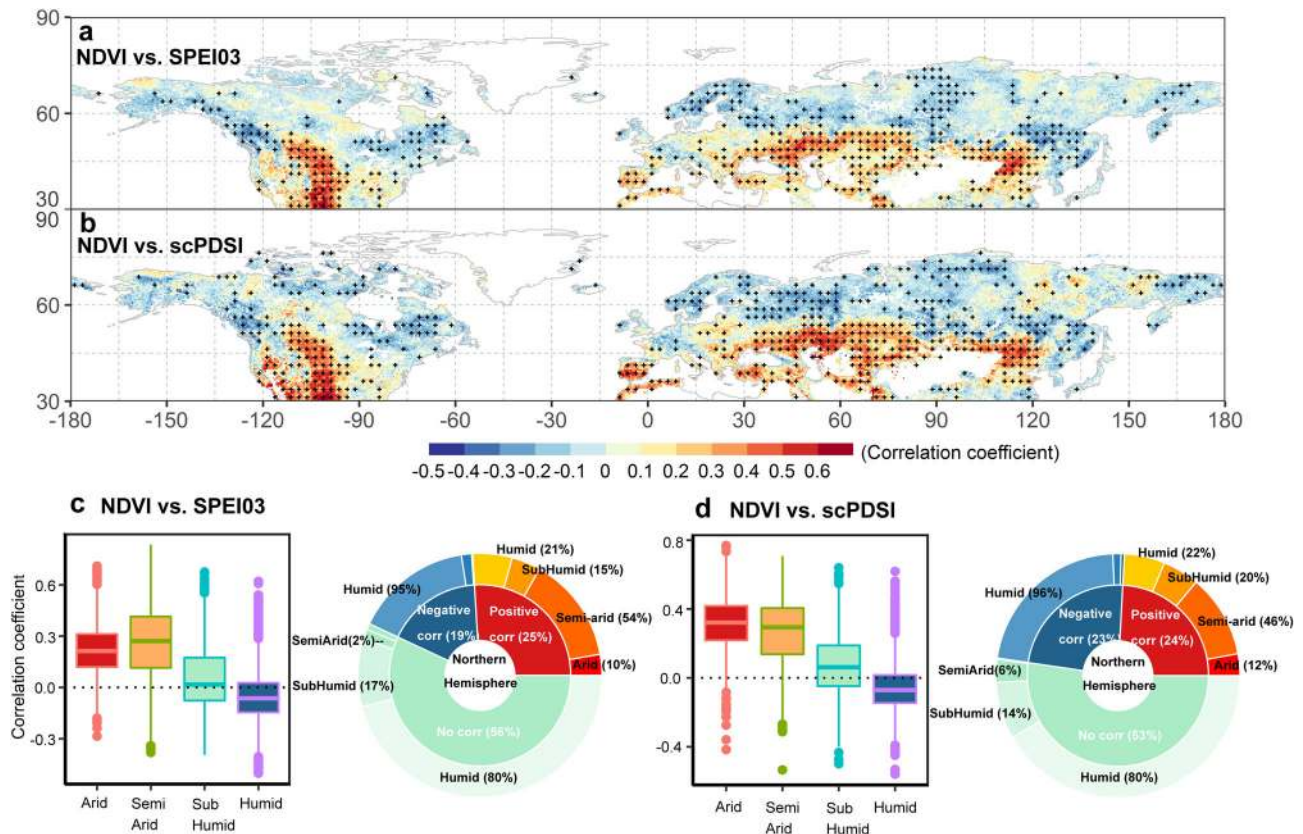 90
a
NDVI vs. SPEI03
60
30
90
b
NDVI vs. scPDSI
60
30
-180 -150 -120 -90 -60 -30 0 30 60 90 120 150 180
-0.5 -0.4 -0.3 -0.2 -0.1 0 0.1 0.2 0.3 0.4 0.5 0.6
(Correlation coefficient)
c NDVI vs. SPEI03
Correlation coefficient
0.6
0.3
0.0
-0.3
Arid
Semi Arid
Sub Humid
Humid
Humid (21%)
SubHumid (15%)
Humid (95%)
Negative corr (19%)
Positive corr (25%)
Semi-arid (54%)
SemiArid(2%)--
Arid (10%)
Northern Hemisphere
SubHumid (17%)
No corr (56%)
Humid (80%)
d NDVI vs. scPDSI
0.8
0.4
0.0
-0.4
Arid
Semi Arid
Sub Humid
Humid
Humid (22%)
SubHumid (20%)
Humid (96%)
Negative corr (23%)
Positive corr (24%)
Semi-arid (46%)
SemiArid(6%)
Arid (12%)
Northern Hemisphere
SubHumid (14%)
No corr (53%)
Humid (80%)